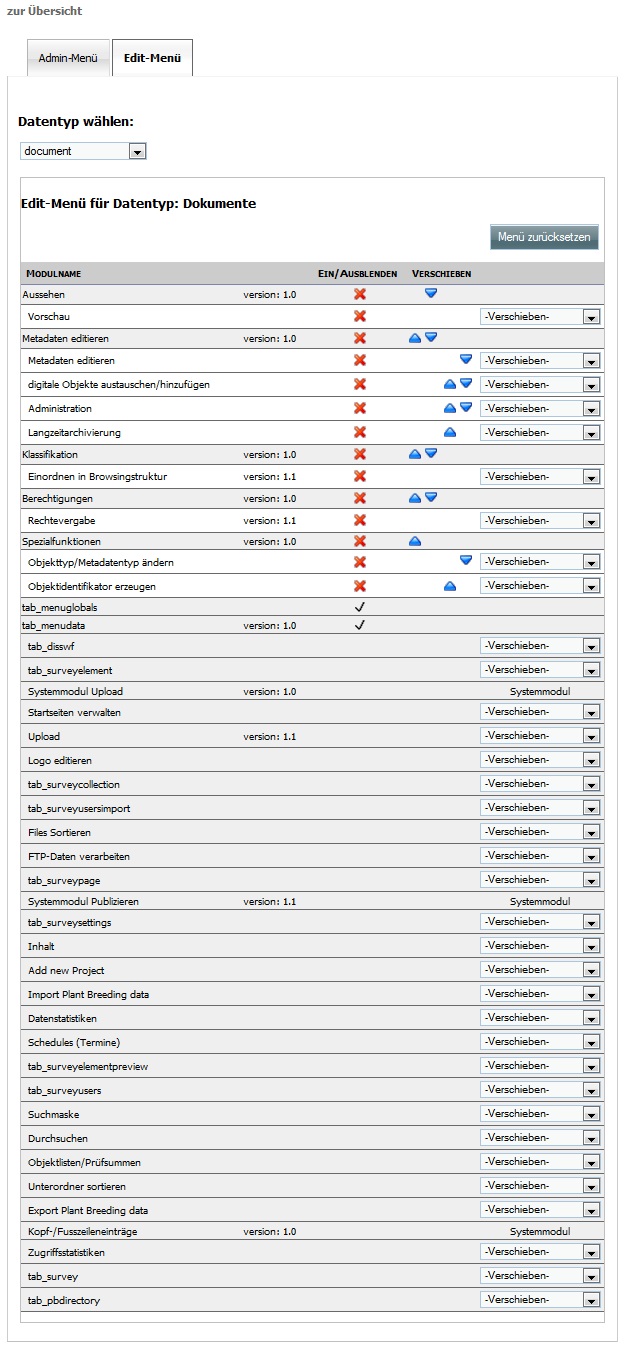 zur Übersicht
Admin-Menü Edit-Menü
Datentyp wählen:
document
Edit-Menü für Datentyp: Dokumente
Menü zurücksetzen
MODULNAME EIN/AUSBLENDEN VERSCHIEBEN
Aussehen version: 1.0
Vorschau -Verschieben-
Metadaten editieren version: 1.0
Metadaten editieren -Verschieben-
digitale Objekte austauschen/hinzufügen -Verschieben-
Administration -Verschieben-
Langzeitarchivierung -Verschieben-
Klassifikation version: 1.0
Einordnen in Browsingstruktur version: 1.1 -Verschieben-
Berechtigungen version: 1.0
Rechtevergabe version: 1.1 -Verschieben-
Spezialfunktionen version: 1.0
Objekttyp/Metadatentyp ändern -Verschieben-
Objektidentifikator erzeugen -Verschieben-
tab_menuglobals
tab_menudata version: 1.0
tab_disswf -Verschieben-
tab_surveyelement -Verschieben-
Systemmodul Upload version: 1.0 Systemmodul
Startseiten verwalten -Verschieben-
Upload version: 1.1 -Verschieben-
Logo editieren -Verschieben-
tab_surveycollection -Verschieben-
tab_surveyusersimport -Verschieben-
Files Sortieren -Verschieben-
FTP-Daten verarbeiten -Verschieben-
tab_surveypage -Verschieben-
Systemmodul Publizieren version: 1.1 Systemmodul
tab_surveysettings -Verschieben-
Inhalt -Verschieben-
Add new Project -Verschieben-
Import Plant Breeding data -Verschieben-
Datenstatistiken -Verschieben-
Schedules (Termine) -Verschieben-
tab_surveyelementpreview -Verschieben-
tab_surveyusers -Verschieben-
Suchmaske -Verschieben-
Durchsuchen -Verschieben-
Objektlisten/Prüfsummen -Verschieben-
Unterordner sortieren -Verschieben-
Export Plant Breeding data -Verschieben-
Kopf-/Fusszeileneinträge version: 1.0 Systemmodul
Zugriffsstatistiken -Verschieben-
tab_survey -Verschieben-
tab_pbdirectory -Verschieben-